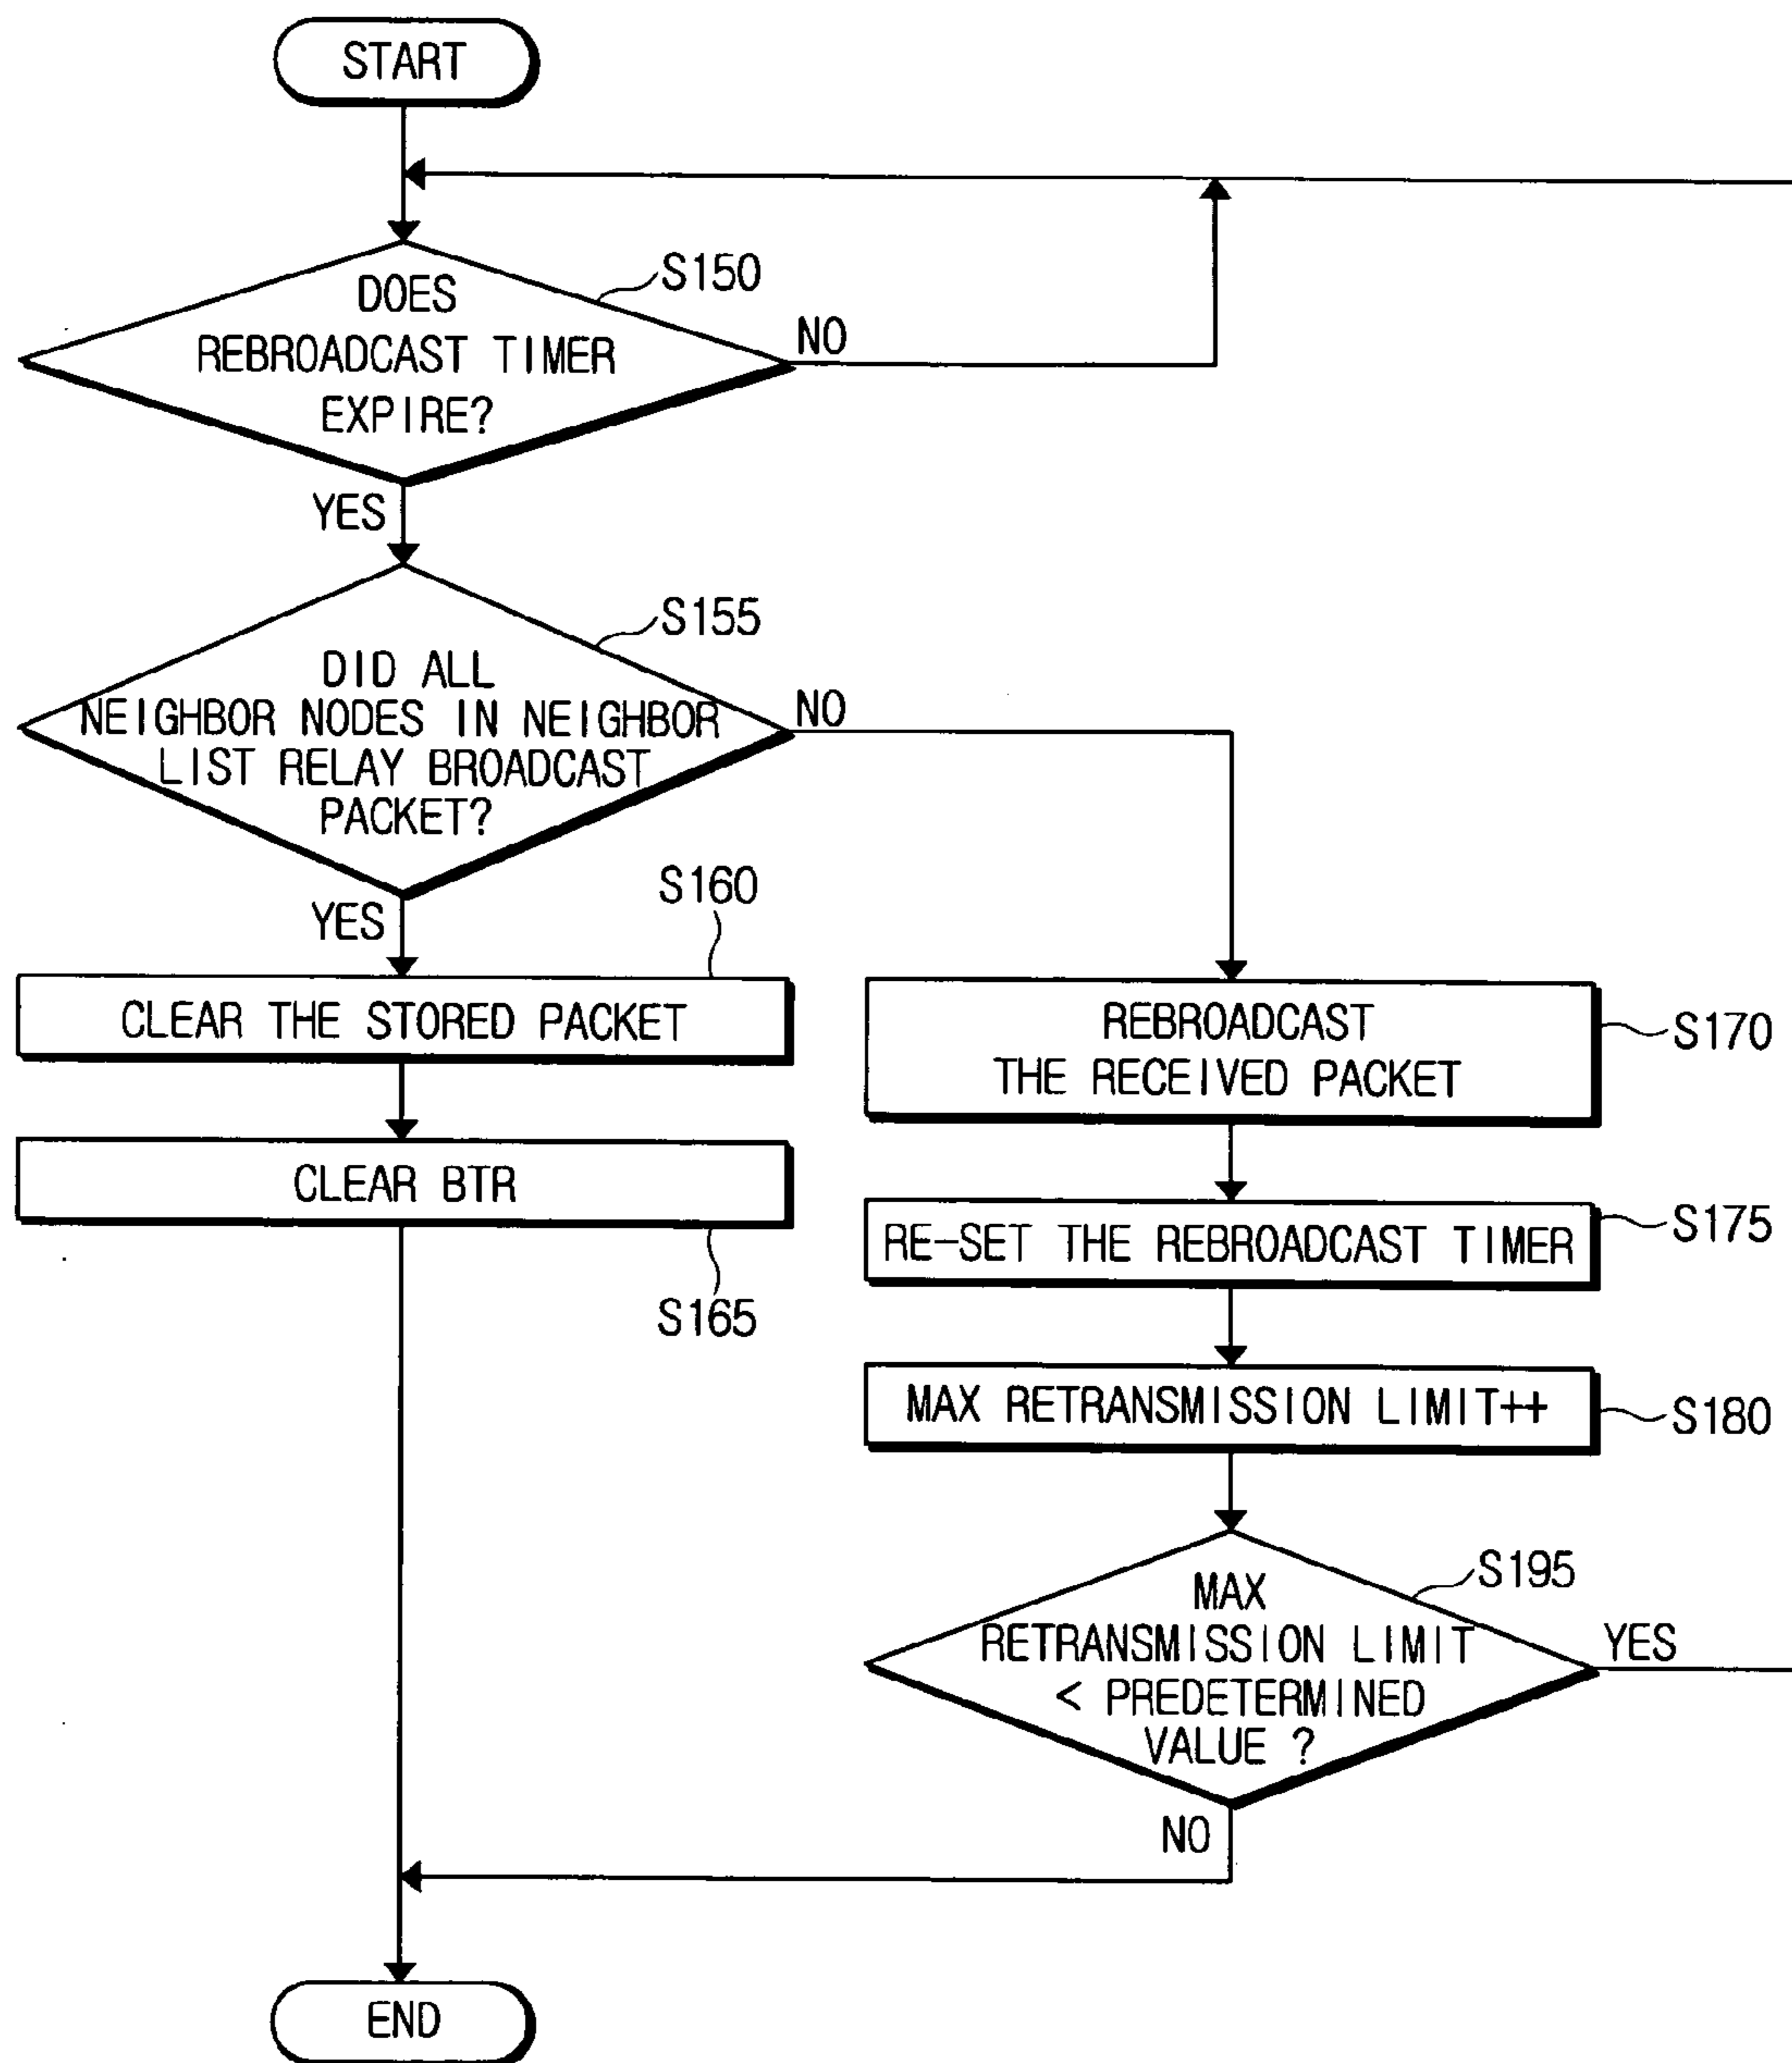 START
S150
DOES
REBROADCAST TIMER
EXPIRE?
NO
YES
S155
DID ALL
NEIGHBOR NODES IN NEIGHBOR
LIST RELAY BROADCAST
PACKET?
NO
YES
S160
CLEAR THE STORED PACKET
CLEAR BTR
S165
REBROADCAST
THE RECEIVED PACKET
S170
RE-SET THE REBROADCAST TIMER
S175
MAX RETRANSMISSION LIMIT++
S180
S195
MAX
RETRANSMISSION LIMIT
< PREDETERMINED
VALUE ?
YES
NO
END